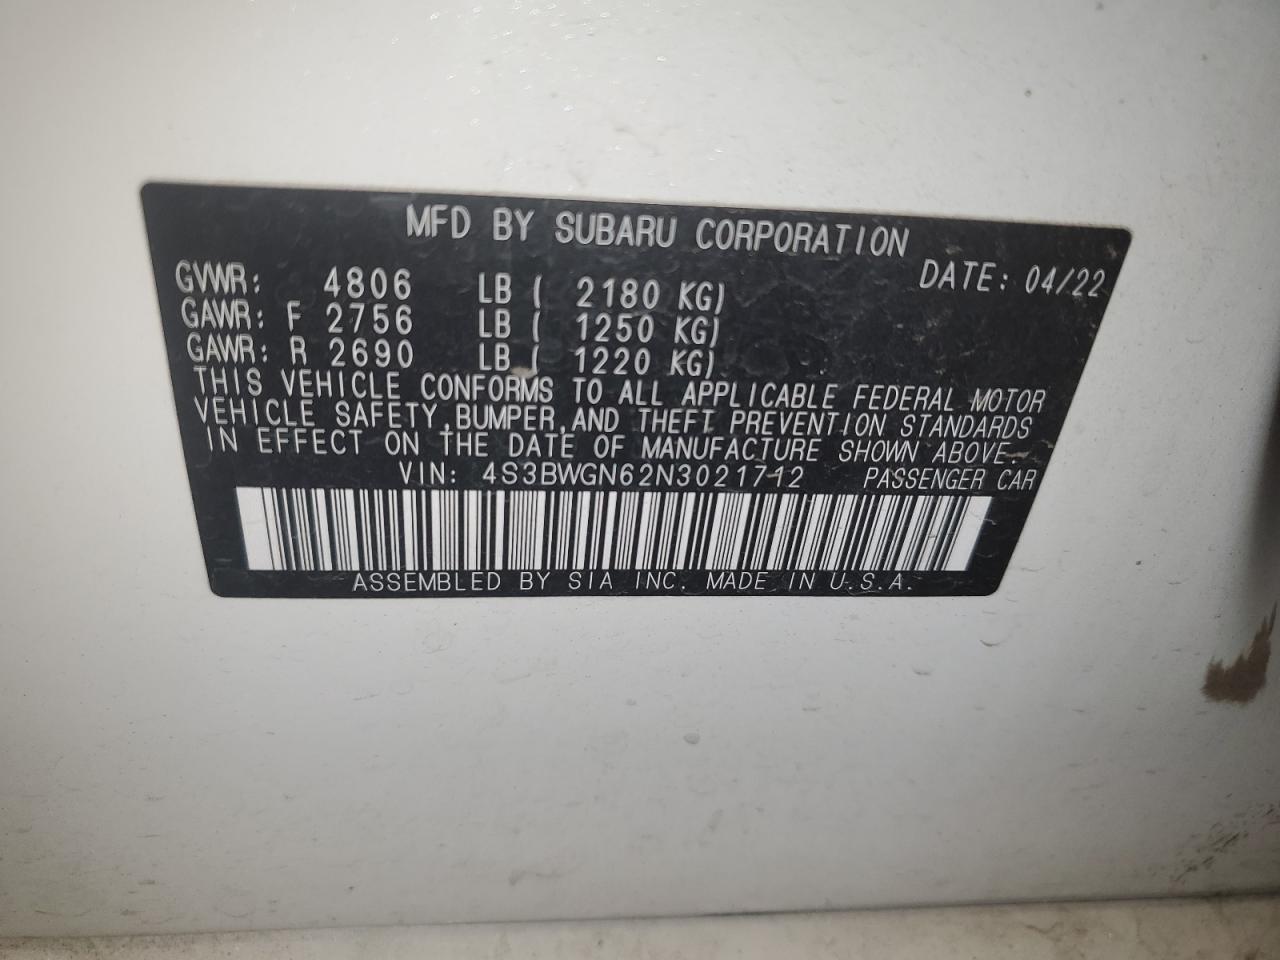 MFD BY SUBARU CORPORATION
DATE: 04/22
GVWR: 4806 LB ( 2180 KG)
GAWR: F 2756 LB ( 1250 KG)
GAWR: R 2690 LB ( 1220 KG)
THIS VEHICLE CONFORMS TO ALL APPLICABLE FEDERAL MOTOR
VEHICLE SAFETY, BUMPER, AND THEFT PREVENTION STANDARDS
IN EFFECT ON THE DATE OF MANUFACTURE SHOWN ABOVE.
VIN: 4S3BWGN62N3021712 PASSENGER CAR
ASSEMBLED BY SIA INC. MADE IN U.S.A.